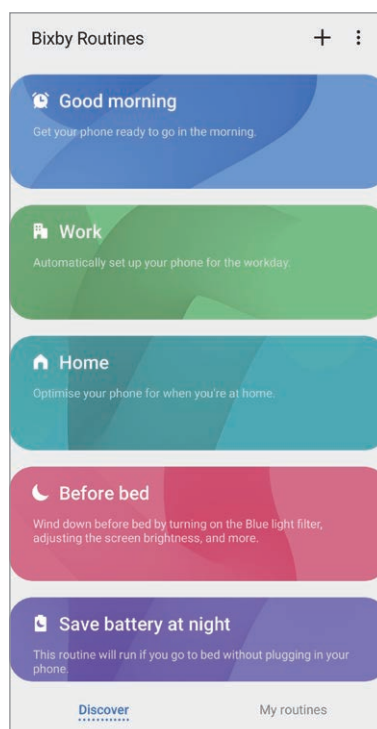 Bixby Routines
Good morning
Get your phone ready to go in the morning.
Work
Automatically set up your phone for the workday.
Home
Optimise your phone for when you're at home.
Before bed
Wind down before bed by turning on the Blue light filter,
adjusting the screen brightness, and more.
Save battery at night
This routine will run if you go to bed without plugging in your
phone.
Discover
My routines